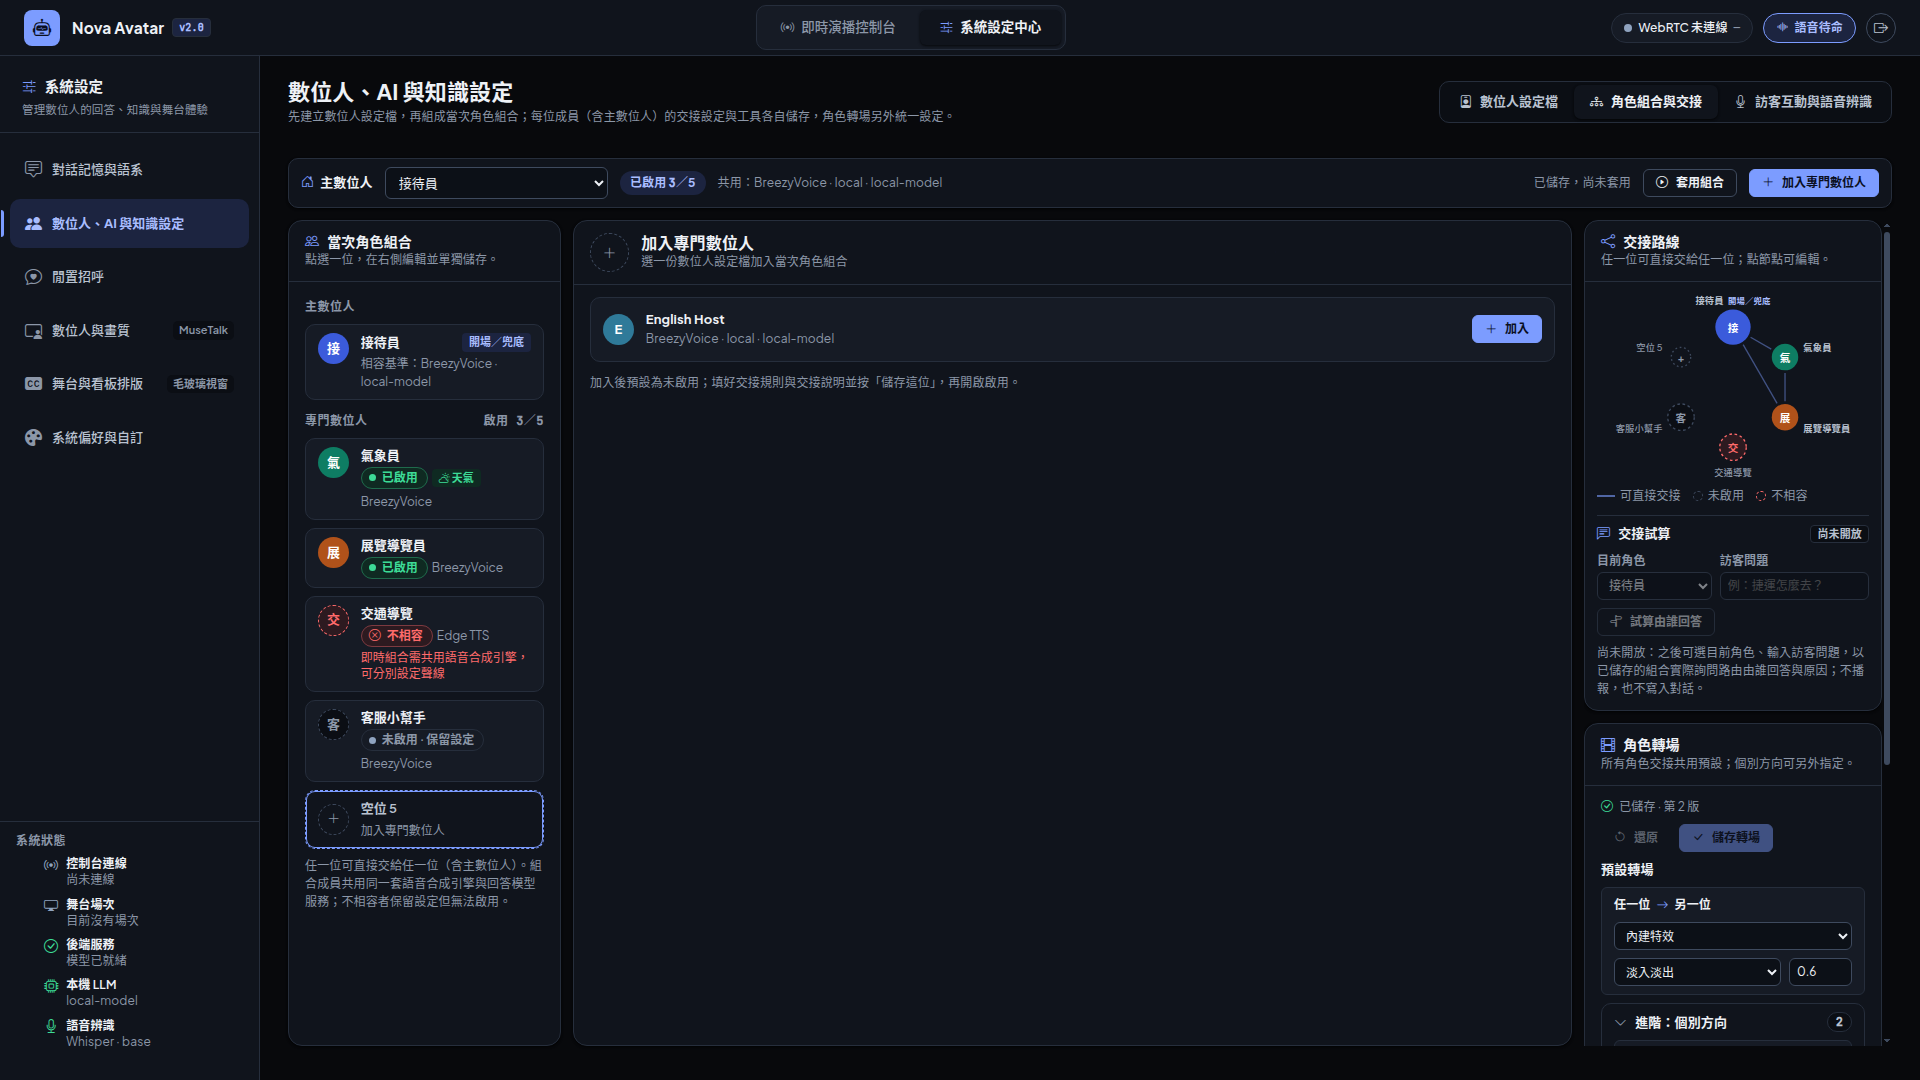 Nova Avatar v2.0
即時演播控制台
系統設定中心
WebRTC 未連線 –
語音待命
系統設定
管理數位人的回答、知識與舞台體驗
對話記憶與語系
數位人、AI 與知識設定
閒置招呼
數位人與畫質 MuseTalk
舞台與看板排版 毛玻璃視窗
系統偏好與自訂
系統狀態
控制台連線
尚未連線
舞台場次
目前沒有場次
後端服務
模型已就緒
本機 LLM
local-model
語音辨識
Whisper · base
數位人、AI 與知識設定
先建立數位人設定檔，再組成當次角色組合；每位成員（含主數位人）的交接設定與工具各自儲存，角色轉場另外統一設定。
數位人設定檔
角色組合與交接
訪客互動與語音辨識
主數位人
接待員
已啟用 3／5
共用：BreezyVoice · local · local-model
已儲存，尚未套用
套用組合
加入專門數位人
當次角色組合
點選一位，在右側編輯並單獨儲存。
主數位人
接 接待員 開場／兜底
相容基準：BreezyVoice ·
local-model
專門數位人 啟用 3／5
氣 氣象員
已啟用 天氣
BreezyVoice
展 展覽導覽員
已啟用 BreezyVoice
交 交通導覽
不相容 Edge TTS
即時組合需共用語音合成引擎，
可分別設定聲線
客 客服小幫手
未啟用 · 保留設定
BreezyVoice
空位 5
加入專門數位人
任一位可直接交給任一位（含主數位人）。組
合成員共用同一套語音合成引擎與回答模型
服務；不相容者保留設定但無法啟用。
加入專門數位人
選一份數位人設定檔加入當次角色組合
E English Host
BreezyVoice · local · local-model
加入
加入後預設為未啟用；填好交接規則與交接說明並按「儲存這位」，再開啟啟用。
交接路線
任一位可直接交給任一位；點節點可編輯。
接待員 開場／兜底
接
空位 5
氣 氣象員
客
客服小幫手
展
展覽導覽員
交
交通導覽
可直接交接 未啟用 不相容
交接試算 尚未開放
目前角色 訪客問題
接待員 例：捷運怎麼去？
試算由誰回答
尚未開放：之後可選目前角色、輸入訪客問題，以
已儲存的組合實際詢問路由由誰回答與原因；不播
報，也不寫入對話。
角色轉場
所有角色交接共用預設；個別方向可另外指定。
已儲存 · 第 2 版
還原
儲存轉場
預設轉場
任一位 → 另一位
內建特效
淡入淡出 0.6
進階：個別方向 2